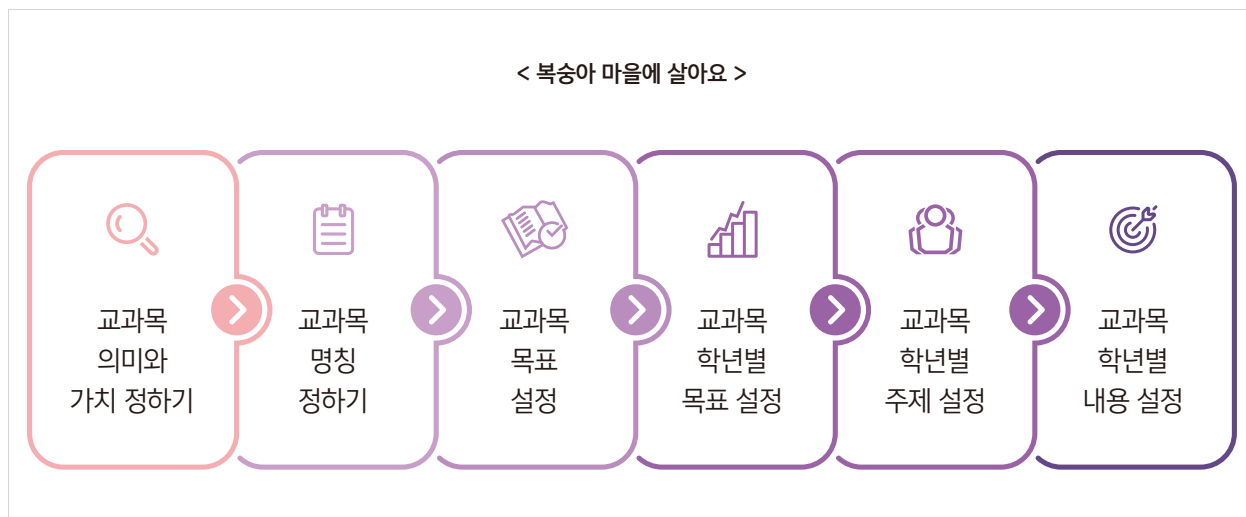 < 복숭아 마을에 살아요 >
교과목
의미와
가치 정하기
교과목
명칭
정하기
교과목
목표
설정
교과목
학년별
목표 설정
교과목
학년별
주제 설정
교과목
학년별
내용 설정